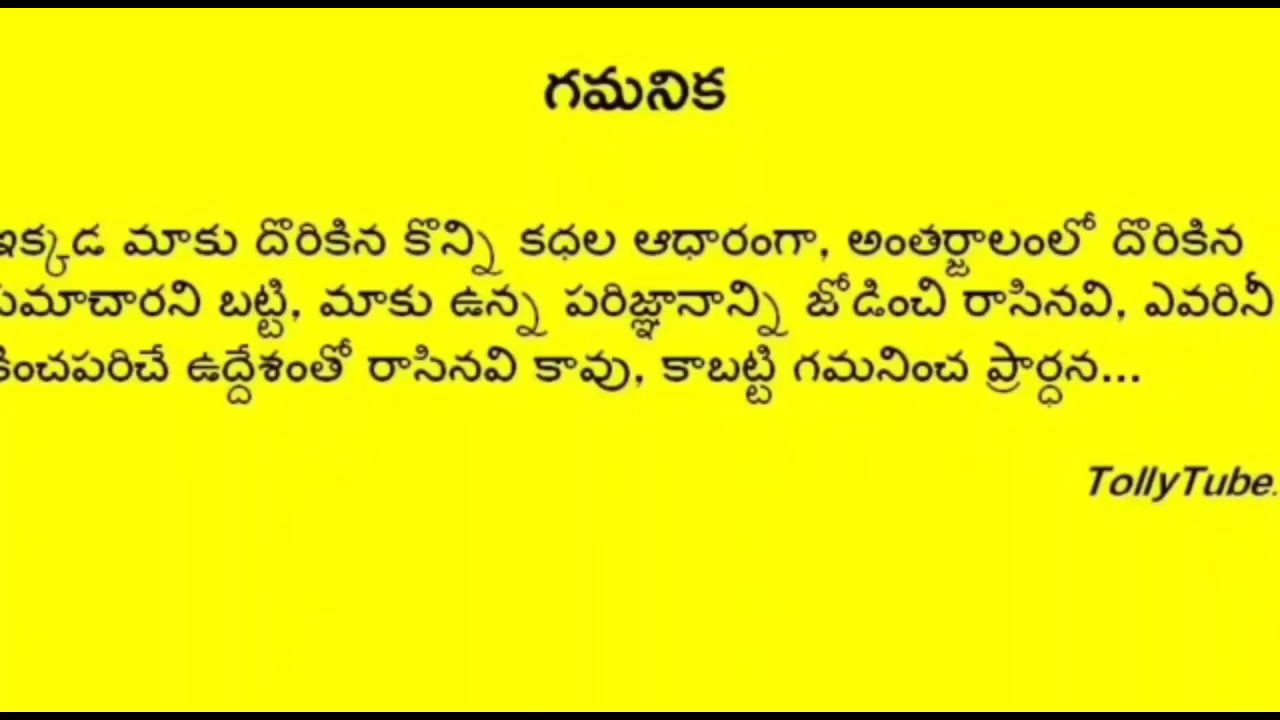 గమనిక
ఇక్కడ మాకు దొరికిన కొన్ని కధల ఆధారంగా, అంతర్జాలంలో దొరికిన
సమాచారని బట్టి, మాకు ఉన్న పరిజ్ఞానాన్ని జోడించి రాసినవి, ఎవరినీ
కించపరిచే ఉద్దేశంతో రాసినవి కావు, కాబట్టి గమనించ ప్రార్ధన...
TollyTube.